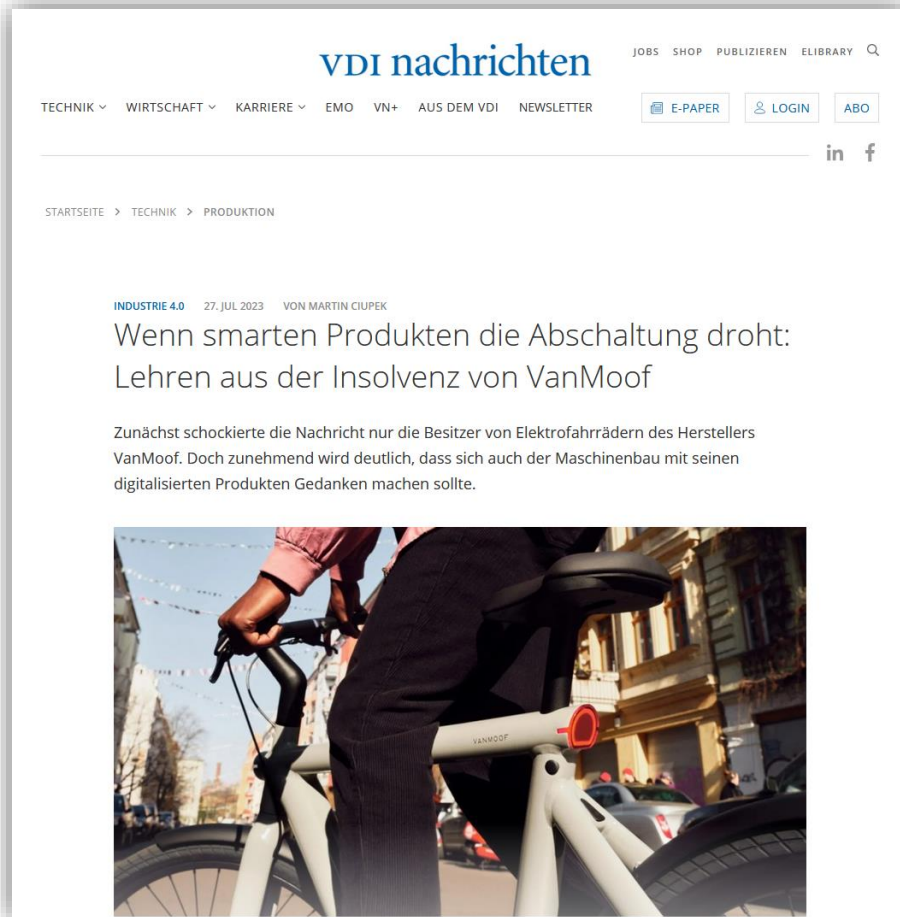 VDI nachrichten
JOBS SHOP PUBLIZIEREN ELIBRARY
TECHNIK WIRTSCHAFT KARRIERE EMO VN+ AUS DEM VDI NEWSLETTER
E-PAPER LOGIN ABO
in f
STARTSEITE > TECHNIK > PRODUKTION
INDUSTRIE 4.0 27. JUL 2023 VON MARTIN CIUPEK
Wenn smarten Produkten die Abschaltung droht:
Lehren aus der Insolvenz von VanMoof
Zunächst schockierte die Nachricht nur die Besitzer von Elektrofahrrädern des Herstellers
VanMoof. Doch zunehmend wird deutlich, dass sich auch der Maschinenbau mit seinen
digitalisierten Produkten Gedanken machen sollte.
VANMOOF